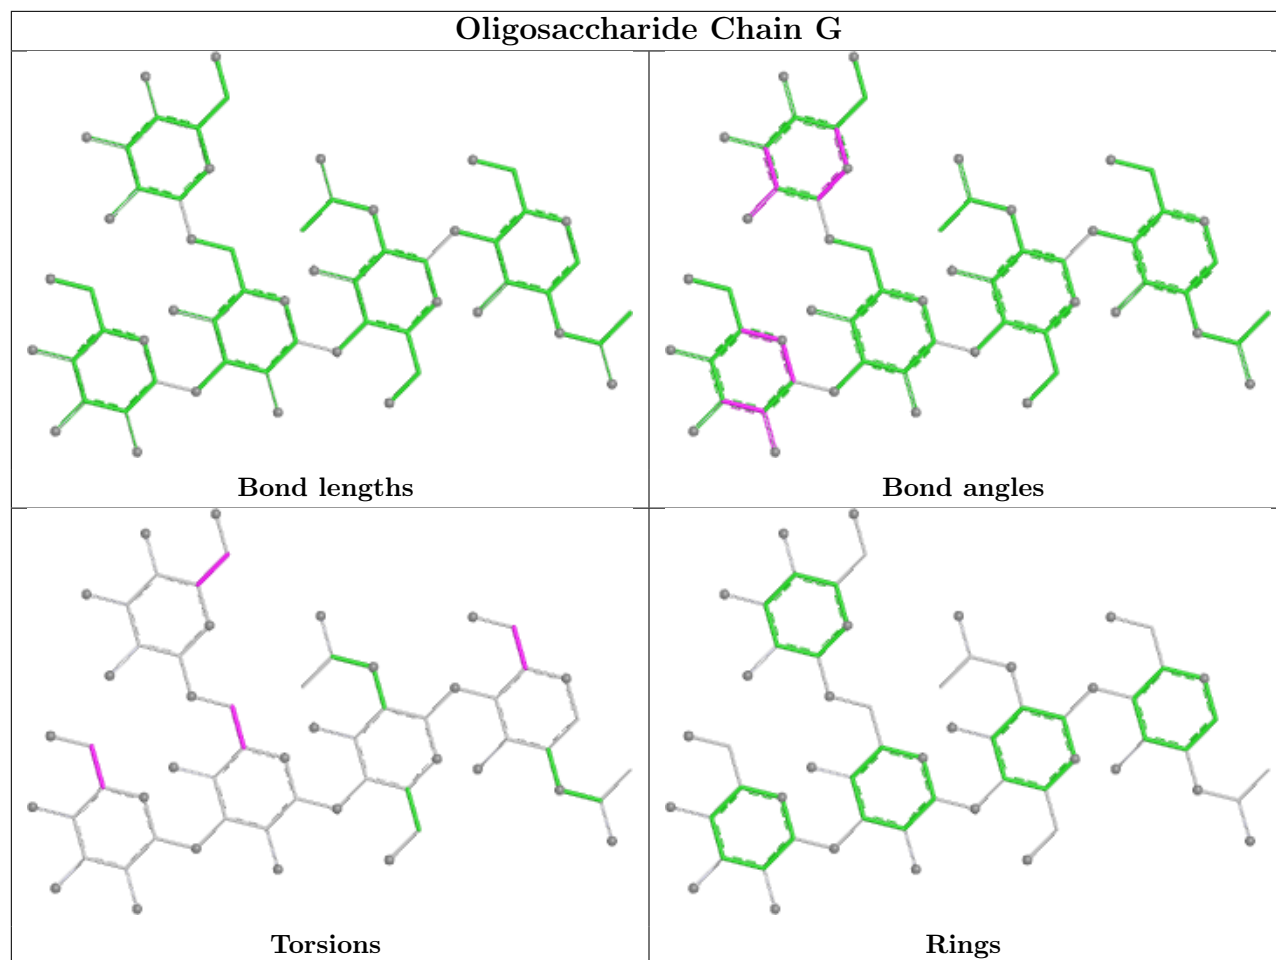 Oligosaccharide Chain G
Bond lengths
Bond angles
Torsions
Rings